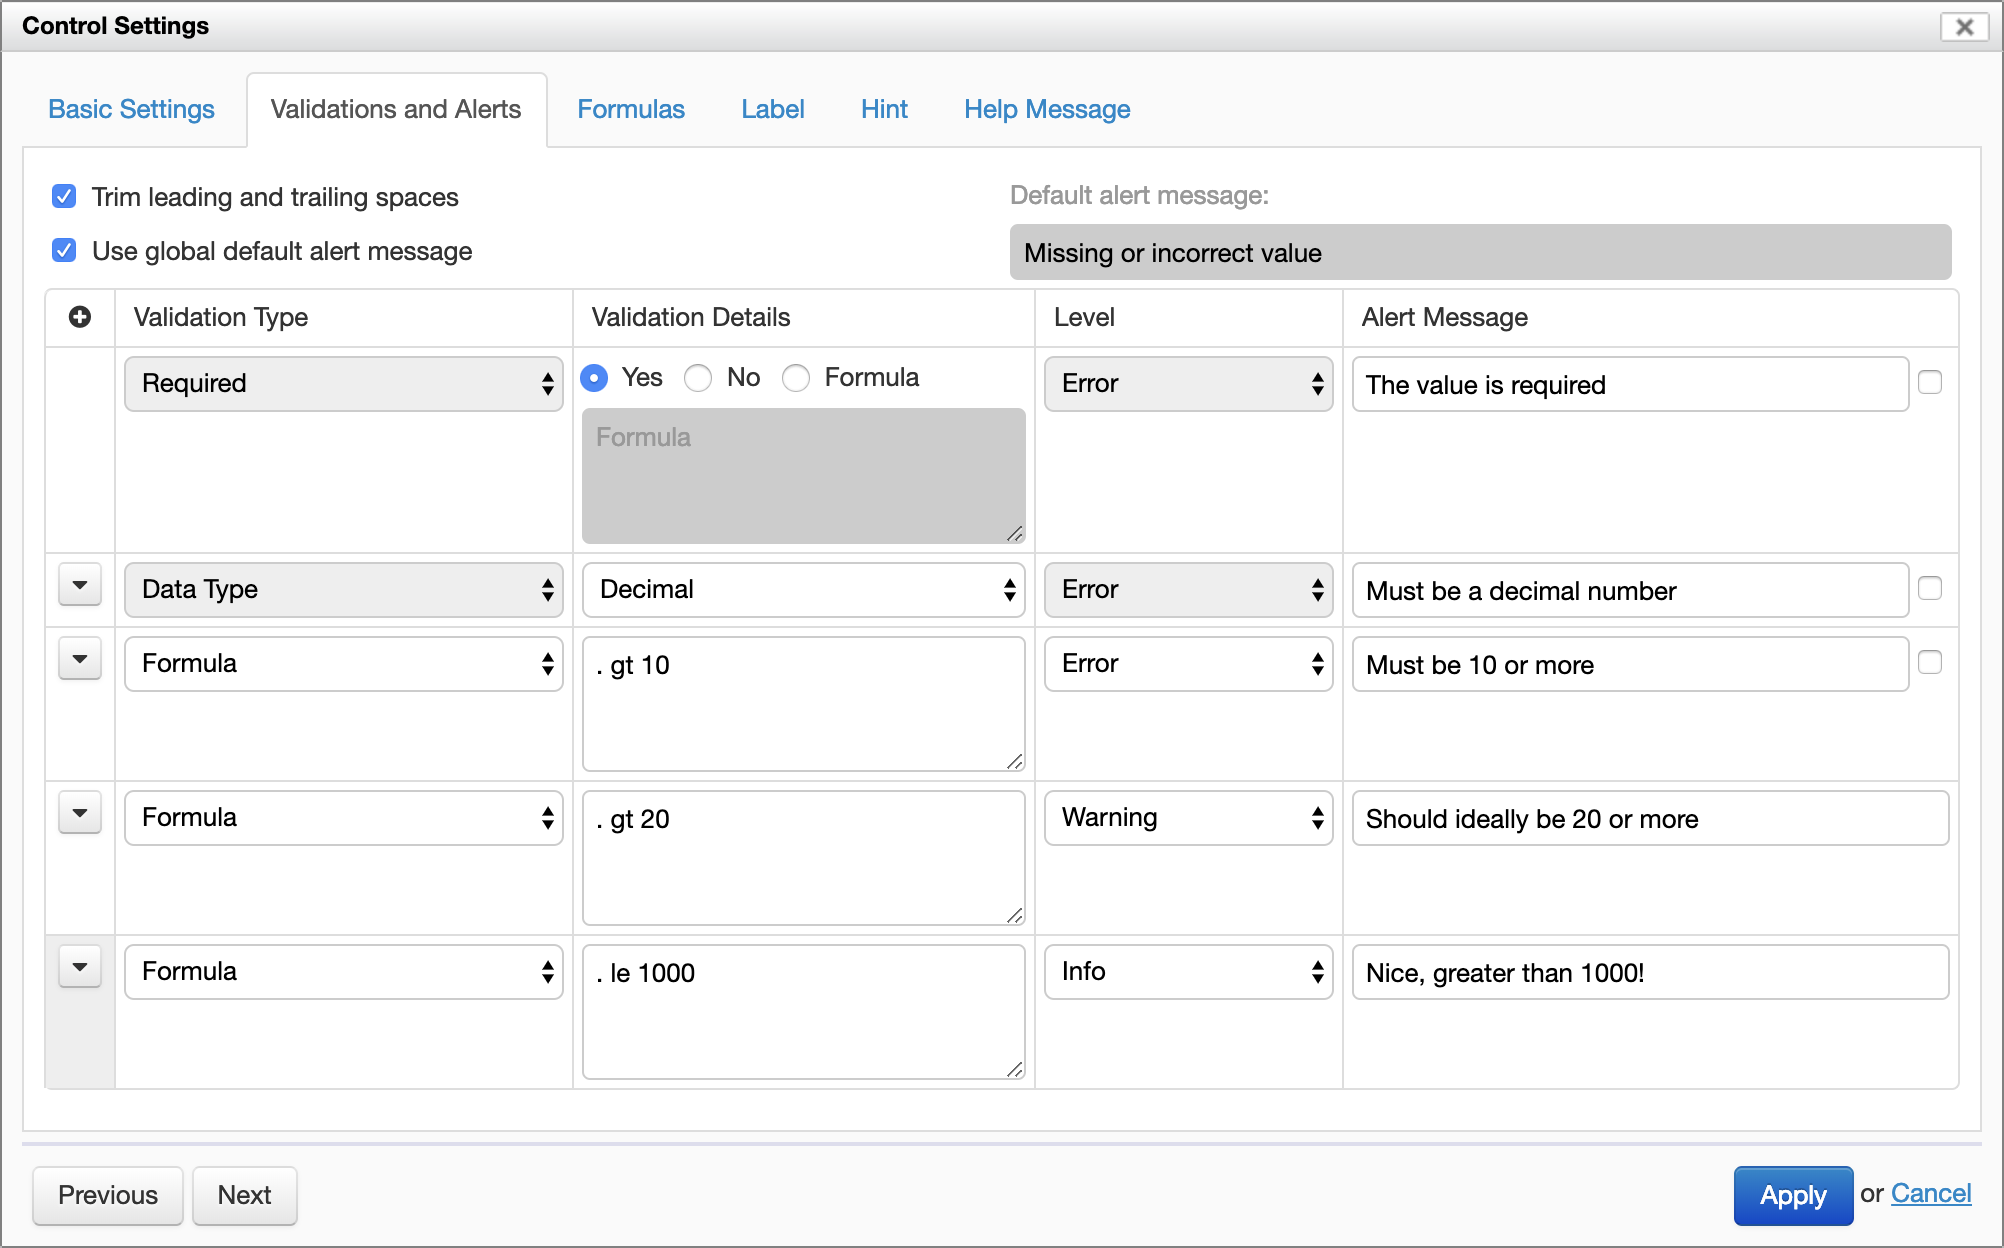 Control Settings
Basic Settings Validations and Alerts Formulas Label Hint Help Message
Trim leading and trailing spaces
Default alert message:
Use global default alert message
Missing or incorrect value
Validation Type Validation Details Level Alert Message
Required Yes No Formula Error The value is required
Formula
Data Type Decimal Error Must be a decimal number
Formula . gt 10 Error Must be 10 or more
Formula . gt 20 Warning Should ideally be 20 or more
Formula . le 1000 Info Nice, greater than 1000!
Previous Next Apply or Cancel